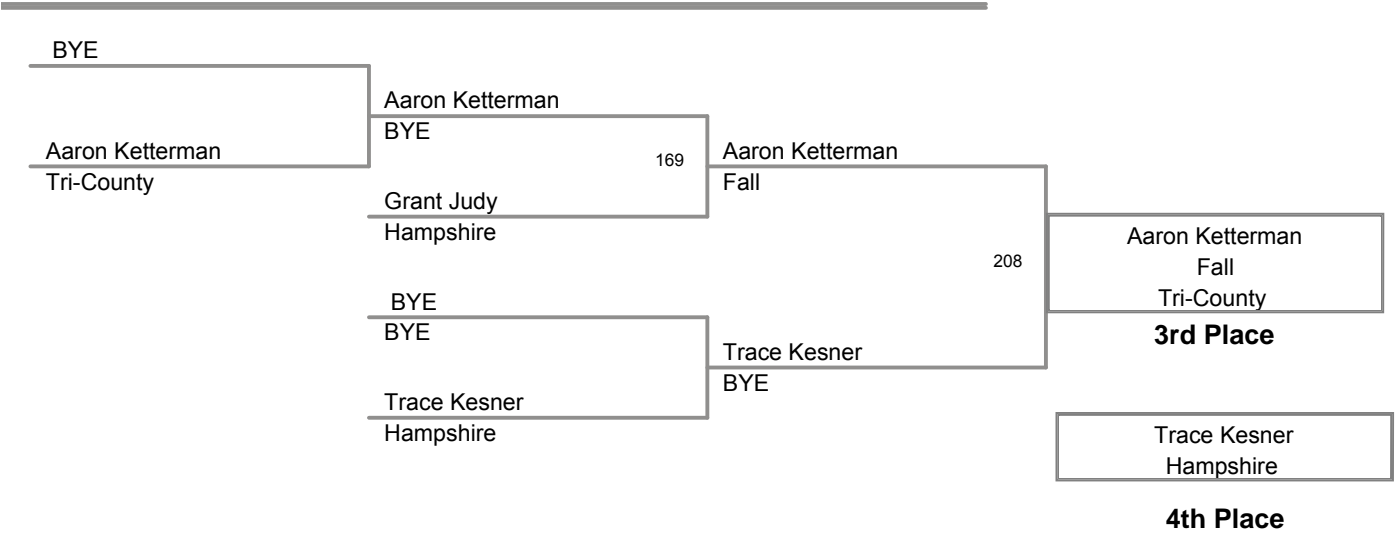 BYE
Aaron Ketterman
BYE
Aaron Ketterman
Tri-County
169
Aaron Ketterman
Fall
Grant Judy
Hampshire
Aaron Ketterman
Fall
Tri-County
208
BYE
BYE
3rd Place
Trace Kesner
BYE
Trace Kesner
Hampshire
Trace Kesner
Hampshire
4th Place